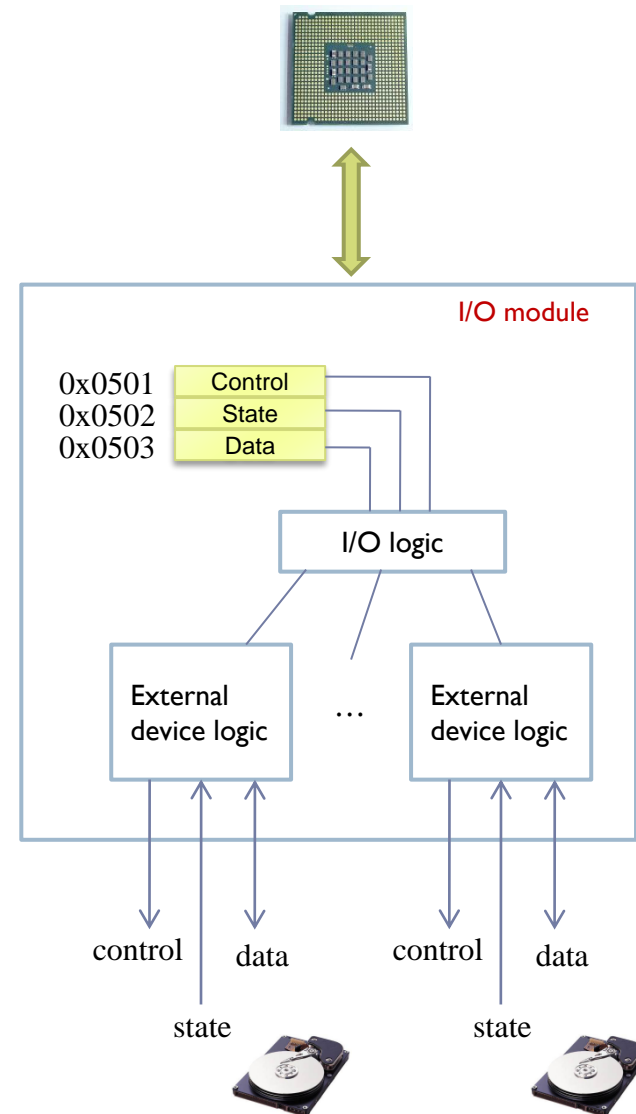 I/O module
0x0501 Control
0x0502 State
0x0503 Data
I/O logic
External
device logic
…
External
device logic
control
data
control
data
state
state